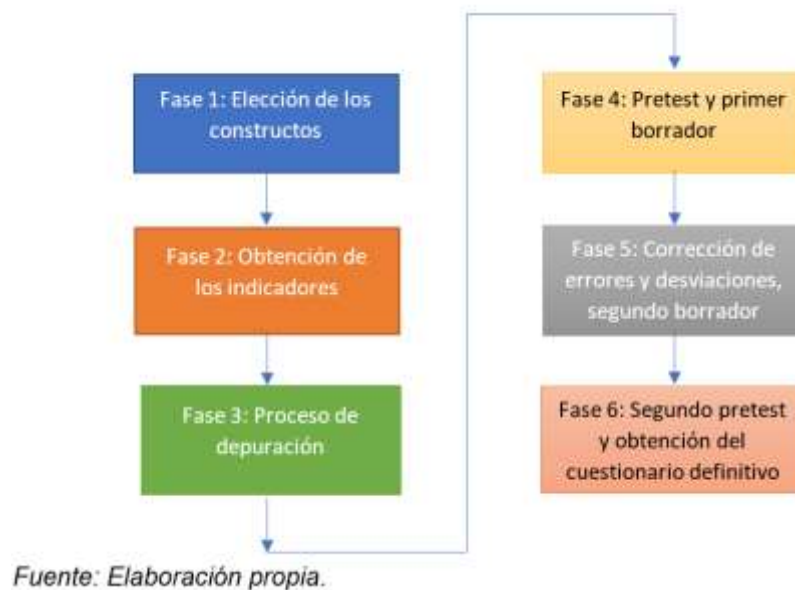 Fase 1: Elección de los
constructos
Fase 2: Obtención de
los indicadores
Fase 3: Proceso de
depuración
Fase 4: Pretest y primer
borrador
Fase 5: Corrección de
errores y desviaciones,
segundo borrador
Fase 6: Segundo pretest
y obtención del
cuestionario definitivo
Fuente: Elaboración propia.